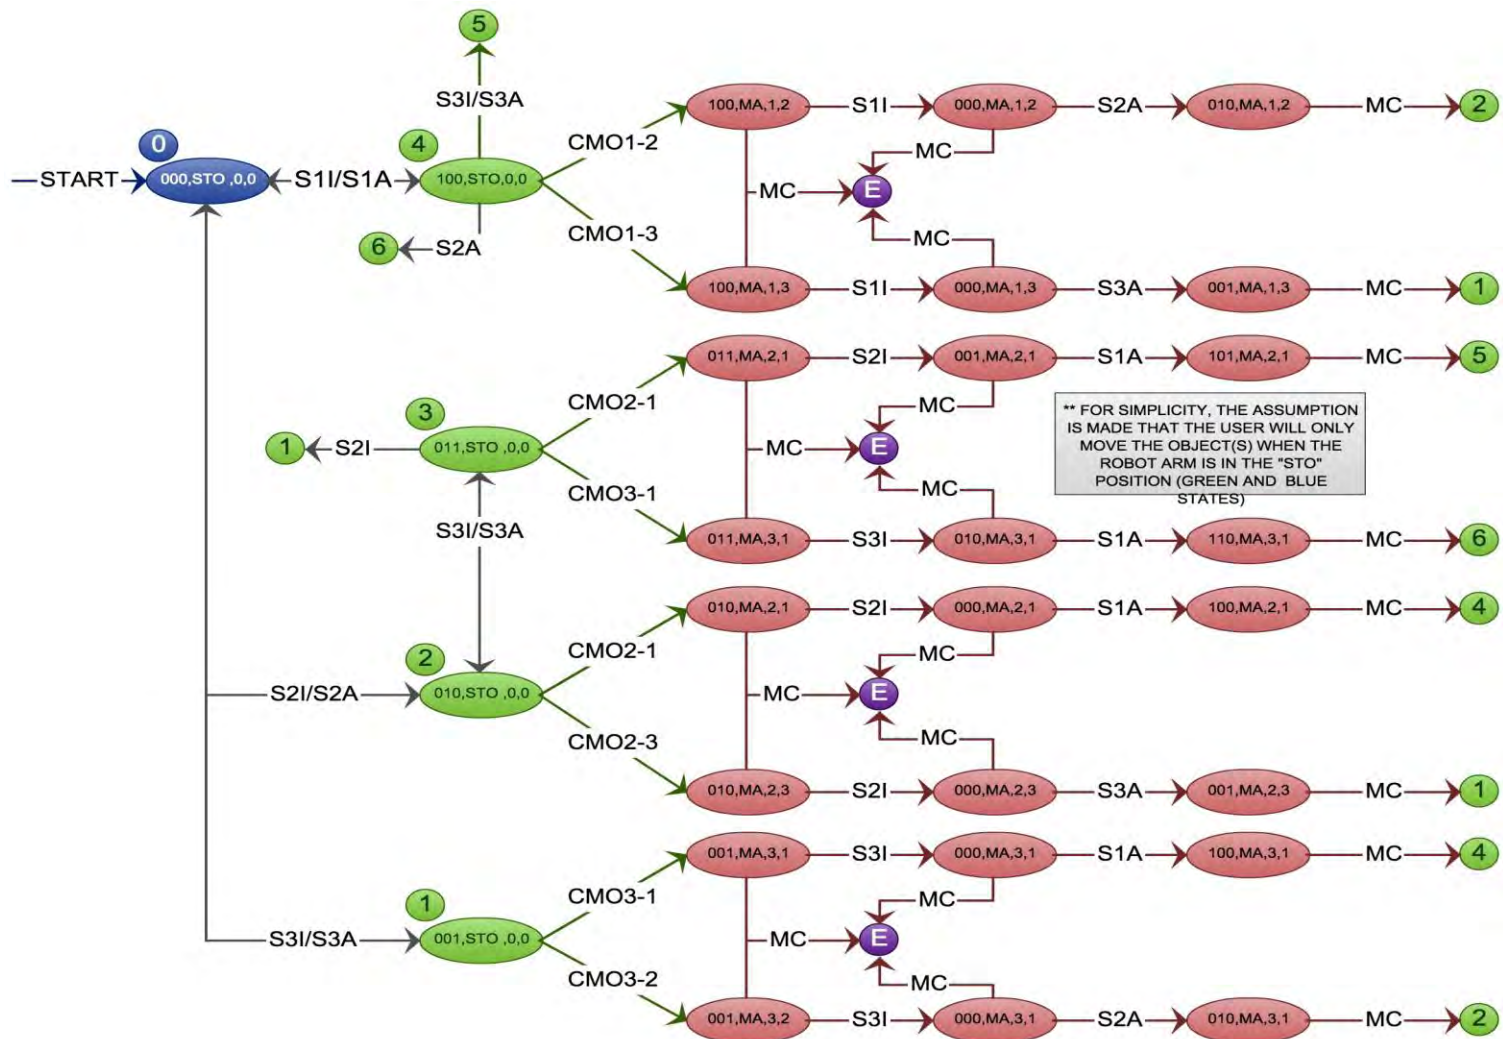 5
S3I/S3A
100,MA,1,2
S1I
000,MA,1,2
S2A
010,MA,1,2
MC
2
0
4
CMO1-2
MC
START
000,STO ,0,0
S1I/S1A
100,STO,0,0
MC
E
6
S2A
CMO1-3
MC
100,MA,1,3
S1I
000,MA,1,3
S3A
001,MA,1,3
MC
1
011,MA,2,1
S2I
001,MA,2,1
S1A
101,MA,2,1
MC
5
3
CMO2-1
MC
1
S2I
011,STO ,0,0
MC
E
** FOR SIMPLICITY, THE ASSUMPTION
IS MADE THAT THE USER WILL ONLY
MOVE THE OBJECT(S) WHEN THE
ROBOT ARM IS IN THE "STO"
POSITION (GREEN AND BLUE
STATES)
CMO3-1
MC
S3I/S3A
011,MA,3,1
S3I
010,MA,3,1
S1A
110,MA,3,1
MC
6
010,MA,2,1
S2I
000,MA,2,1
S1A
100,MA,2,1
MC
4
2
CMO2-1
MC
S2I/S2A
010,STO ,0,0
MC
E
CMO2-3
MC
010,MA,2,3
S2I
000,MA,2,3
S3A
001,MA,2,3
MC
1
001,MA,3,1
S3I
000,MA,3,1
S1A
100,MA,3,1
MC
4
1
CMO3-1
MC
S3I/S3A
001,STO ,0,0
MC
E
CMO3-2
MC
001,MA,3,2
S3I
000,MA,3,1
S2A
010,MA,3,1
MC
2